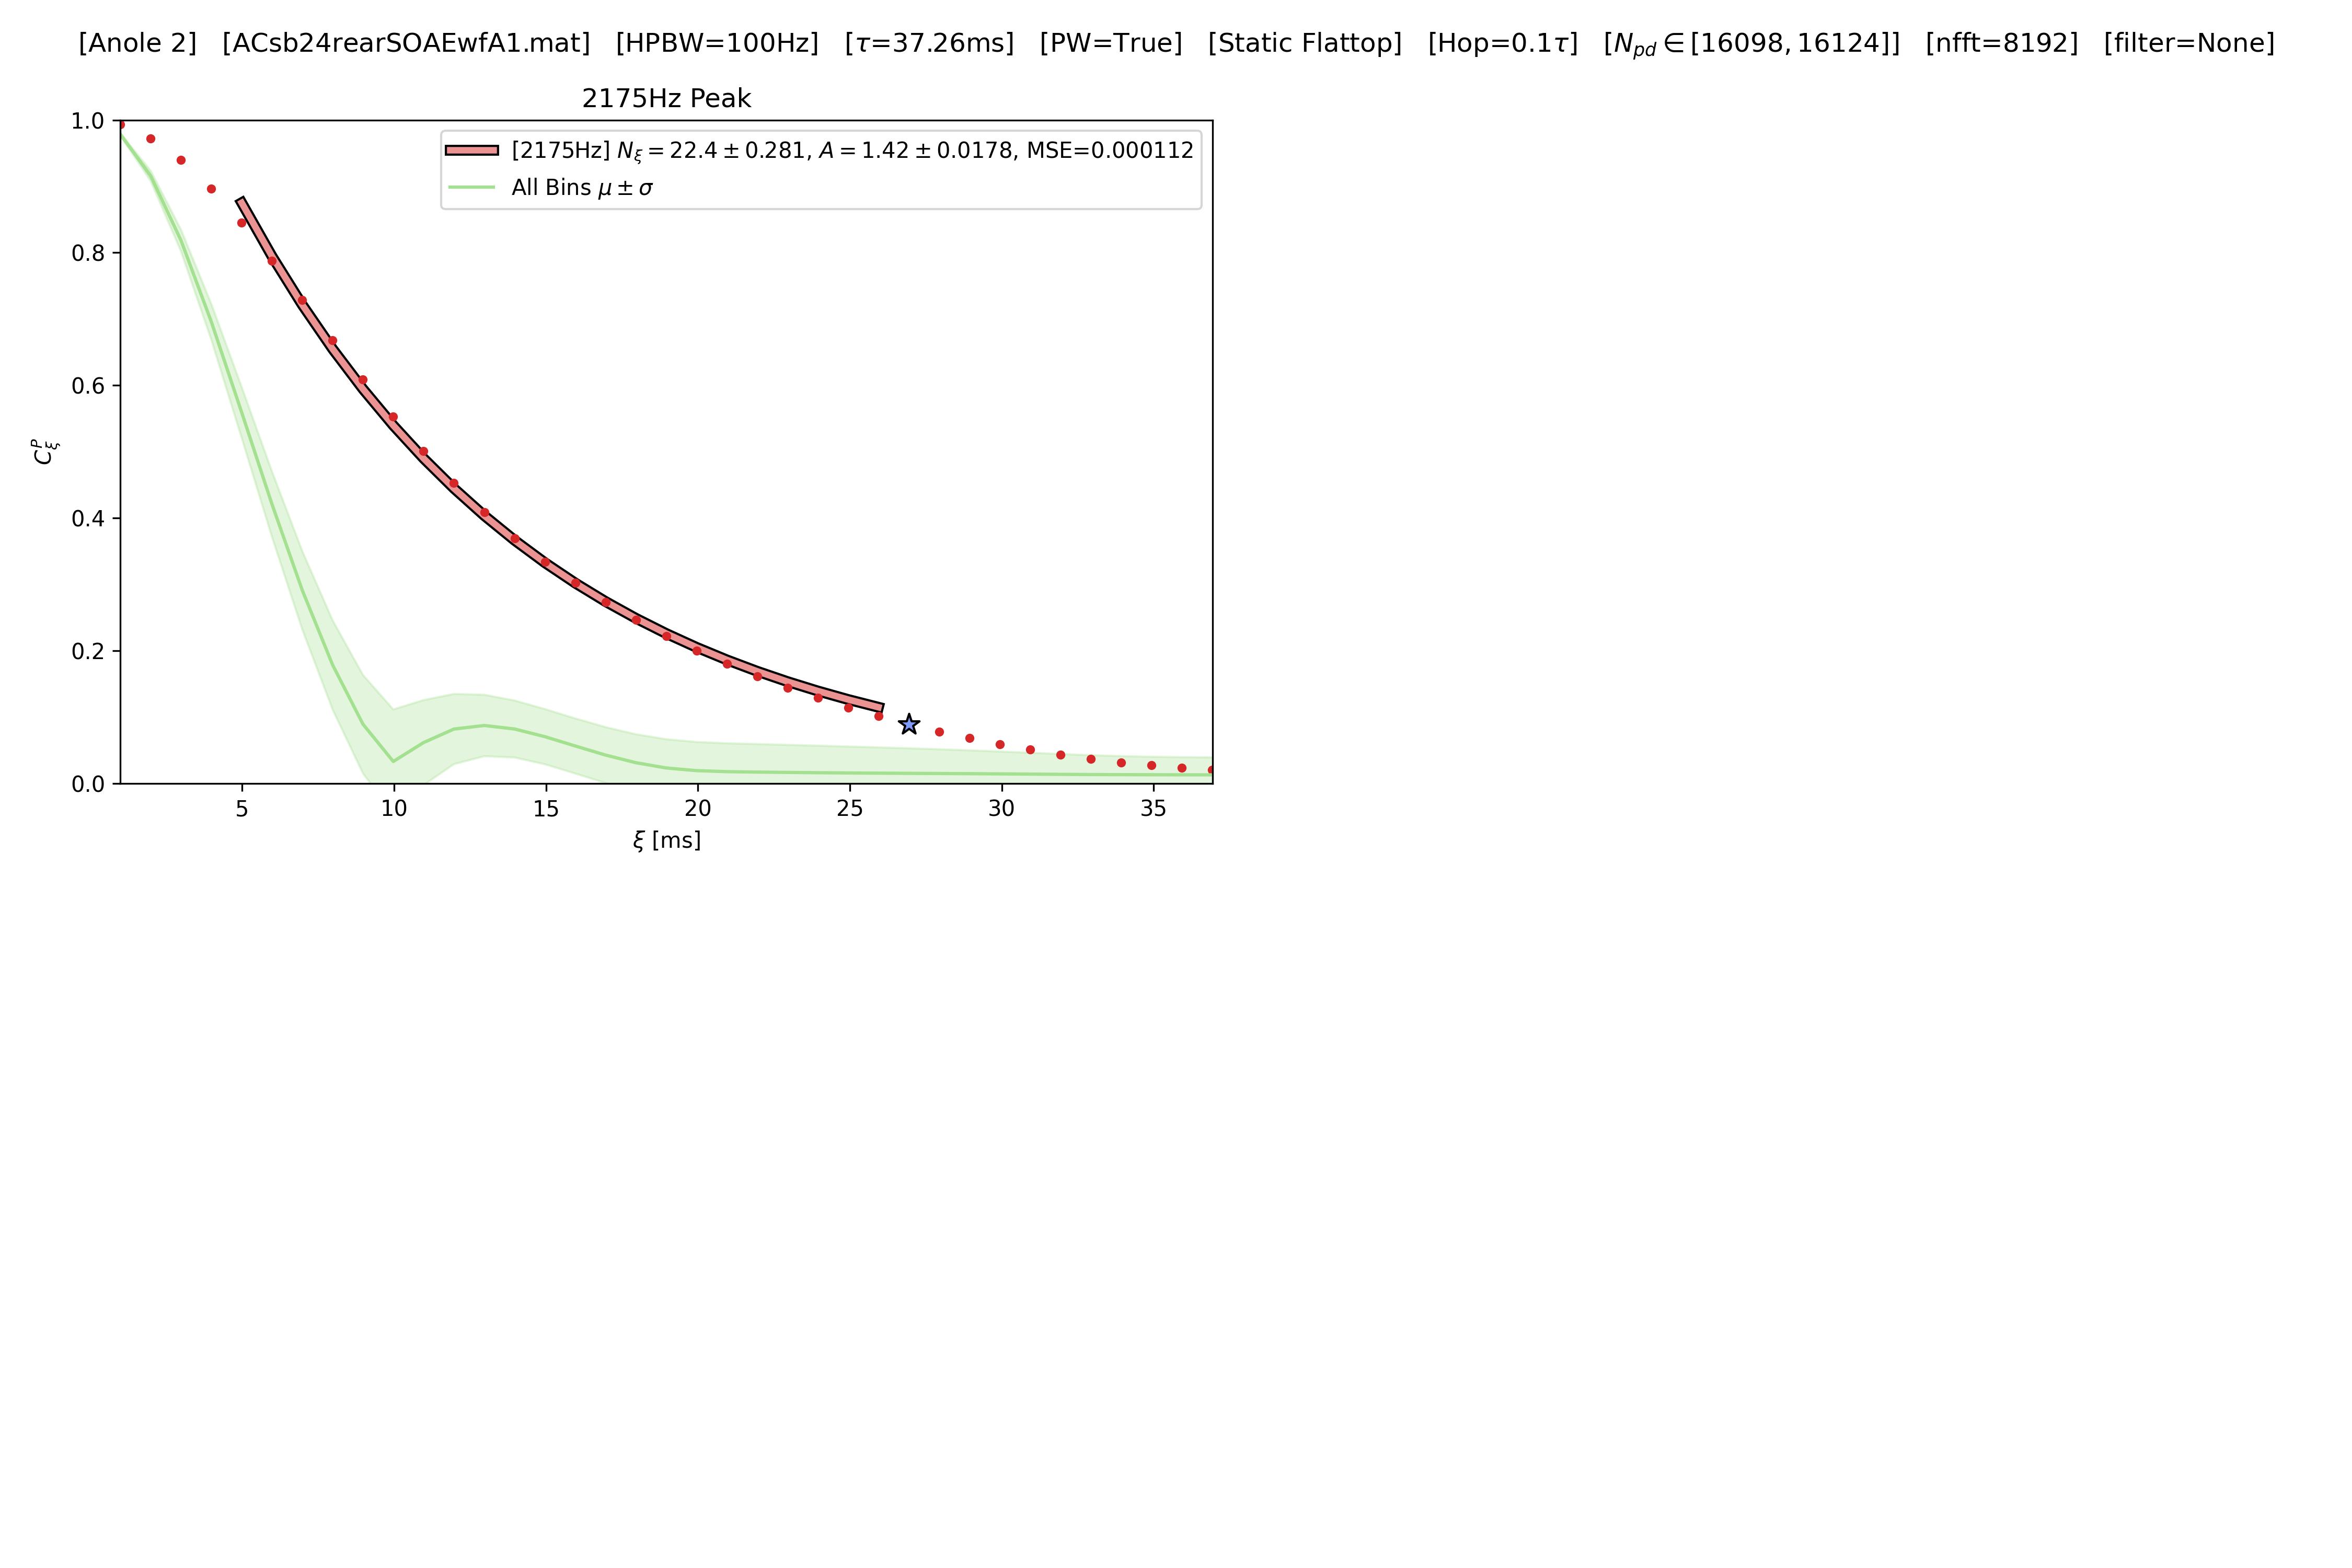 [Anole 2] [ACsb24rearSOAEwfA1.mat] [HPBW=100Hz] [τ=37.26ms] [PW=True] [Static Flattop] [Hop=0.1τ] [N_pd ∈ [16098, 16124]] [nfft=8192] [filter=None]
2175Hz Peak
[2175Hz] N_ξ = 22.4 ± 0.281, A = 1.42 ± 0.0178, MSE=0.000112
All Bins μ ± σ
1.0
0.8
0.6
0.4
0.2
0.0
C_ξ^P
5 10 15 20 25 30 35
ξ [ms]